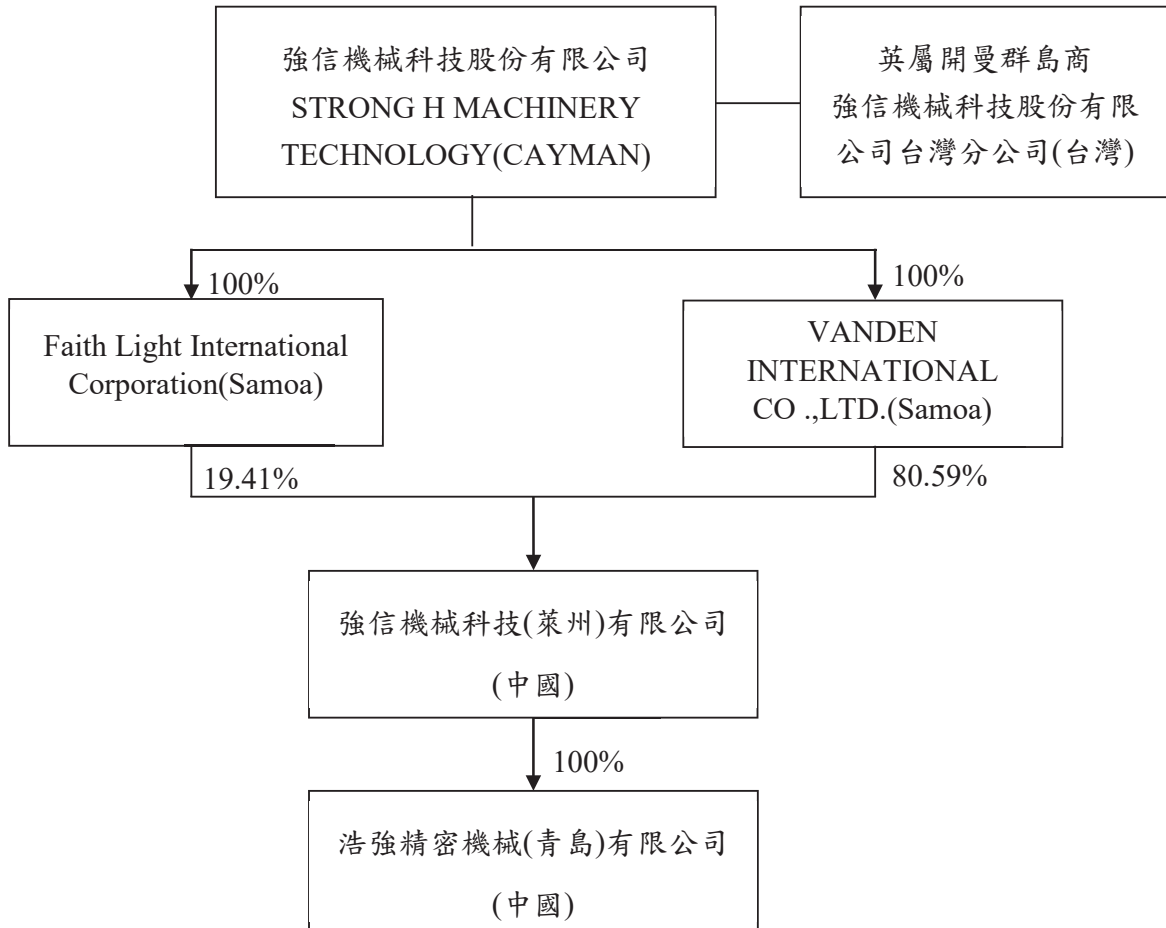 強信機械科技股份有限公司
STRONG H MACHINERY
TECHNOLOGY(CAYMAN)
英屬開曼群島商
強信機械科技股份有限
公司台灣分公司(台灣)
100%
100%
Faith Light International
Corporation(Samoa)
VANDEN
INTERNATIONAL
CO .,LTD.(Samoa)
19.41%
80.59%
強信機械科技(萊州)有限公司
(中國)
100%
浩強精密機械(青島)有限公司
(中國)